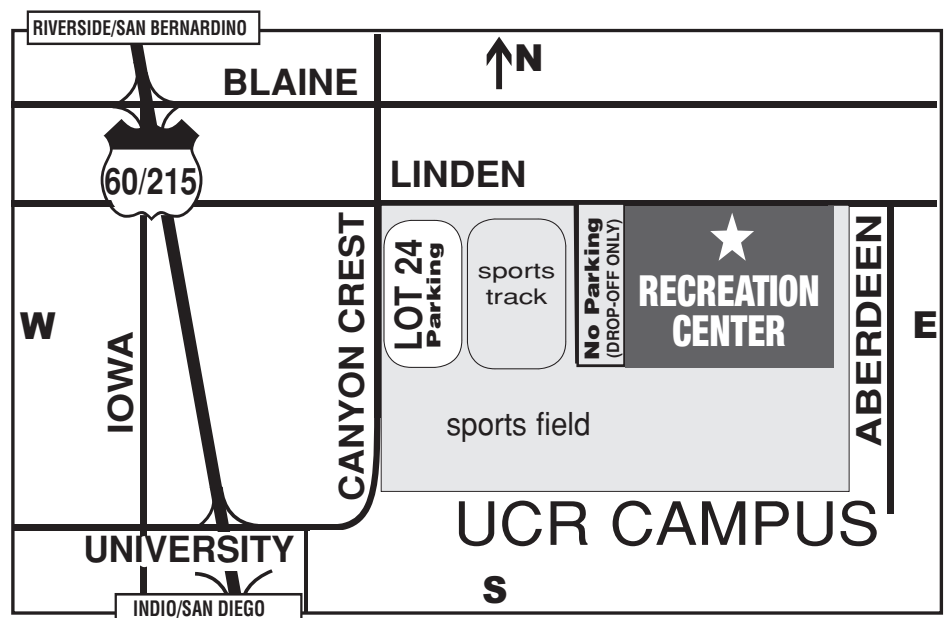 RIVERSIDE/SAN BERNARDINO
N
BLAINE
60/215
LINDEN
W
IOWA
CANYON CREST
LOT 24
Parking
sports
track
No Parking
(DROP-OFF ONLY)
RECREATION
CENTER
ABERDEEN
E
sports field
UCR CAMPUS
UNIVERSITY
S
INDIO/SAN DIEGO